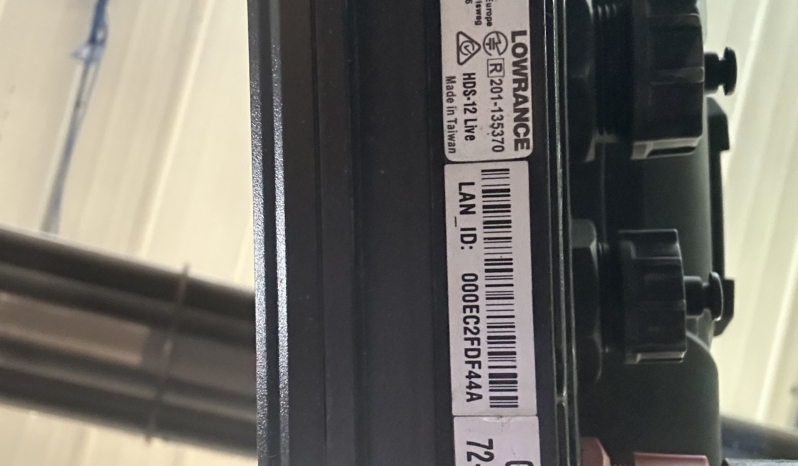 LOWRANCE
R 201-135370
HDS-12 Live
Made in Taiwan
Europe
LAN_ID: 000EC2FDF44A
72-